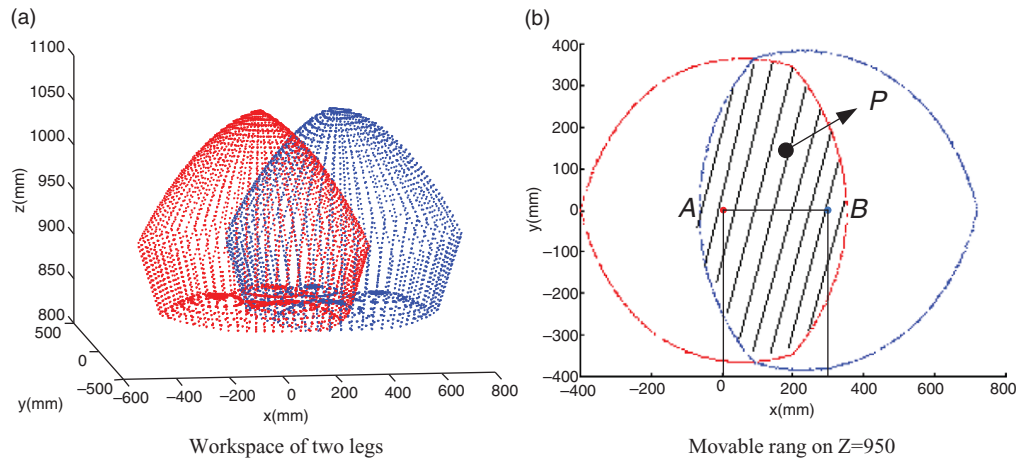 (a)
1100
1050
1000
950
900
850
800
500
0
−500
z(mm)
y(mm)
−600 −400 −200 0 200 400 600 800
x(mm)
Workspace of two legs
(b)
400
300
200
100
0
−100
−200
−300
−400
y(mm)
P
A B
−400 −200 0 200 400 600 800
x(mm)
Movable rang on Z=950